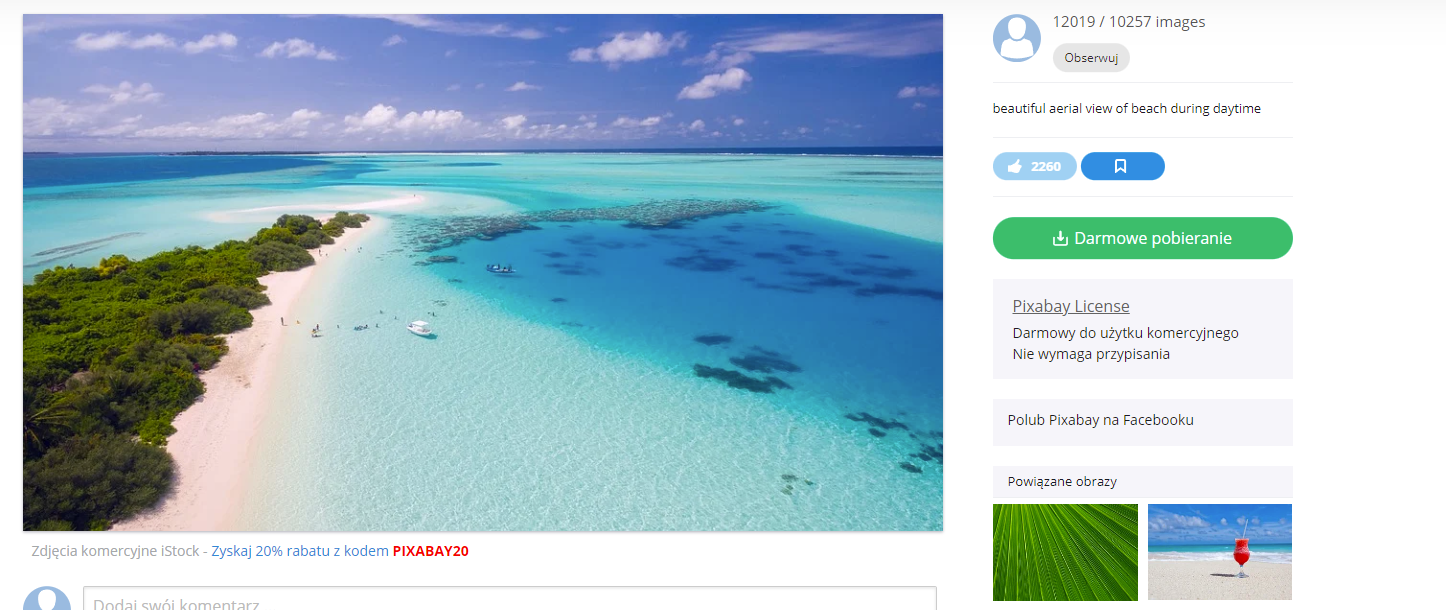 12019 / 10257 images
Obserwuj
beautiful aerial view of beach during daytime
2260
Darmowe pobieranie
Pixabay License
Darmowy do użytku komercyjnego
Nie wymaga przypisania
Polub Pixabay na Facebooku
Powiązane obrazy
Zdjęcia komercyjne iStock - Zyskaj 20% rabatu z kodem PIXABAY20
Dodaj swój komentarz